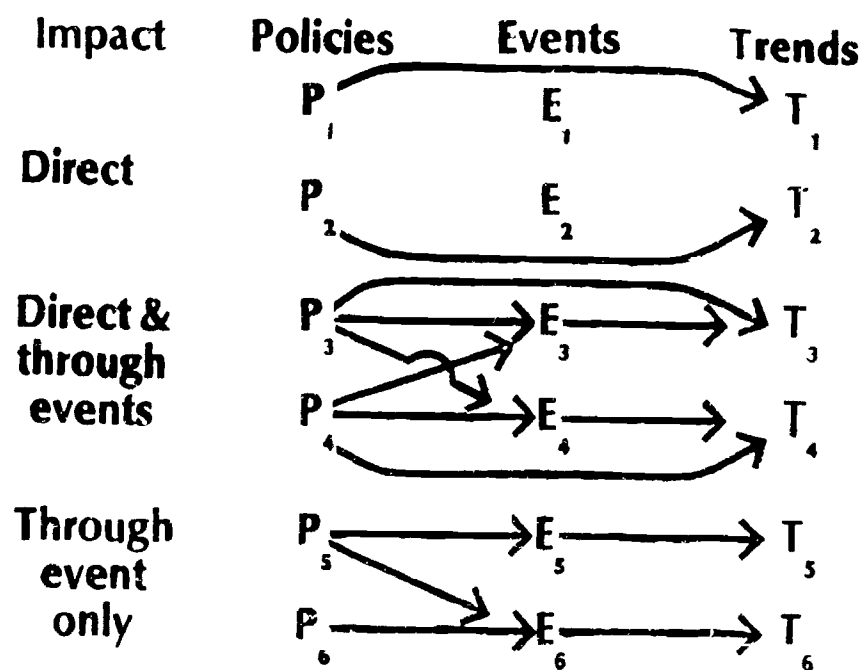 Impact Policies Events Trends
P1 E1 T1
Direct
P2 E2 T2
Direct &
through
events
P3 E3 T3
P4 E4 T4
Through
event
only
P5 E5 T5
P6 E6 T6